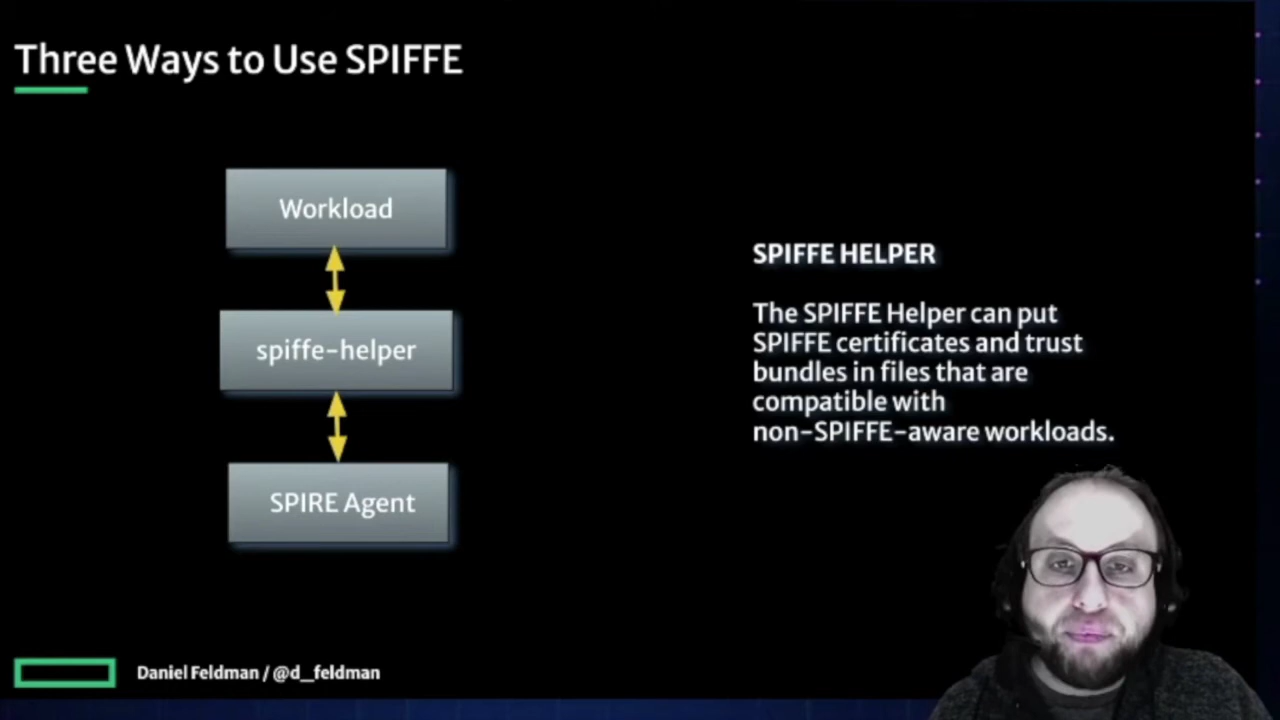 Three Ways to Use SPIFFE
Workload
spiffe-helper
SPIRE Agent
SPIFFE HELPER
The SPIFFE Helper can put
SPIFFE certificates and trust
bundles in files that are
compatible with
non-SPIFFE-aware workloads.
Daniel Feldman / @d_feldman